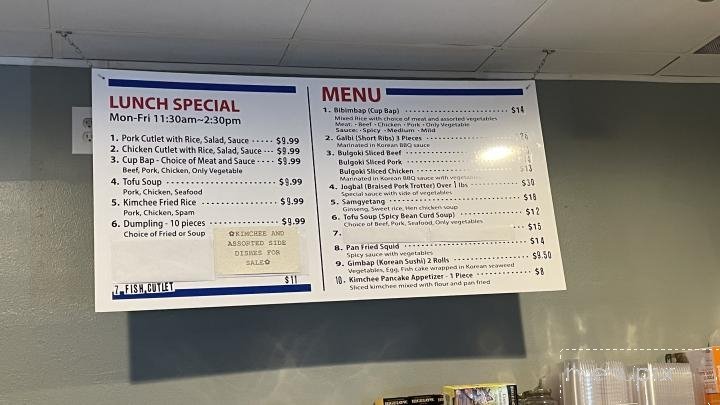 LUNCH SPECIAL
Mon-Fri 11:30am~2:30pm
1. Pork Cutlet with Rice, Salad, Sauce ····· $9.99
2. Chicken Cutlet with Rice, Salad, Sauce ··· $9.99
3. Cup Bap - Choice of Meat and Sauce ····· $9.99
Beef, Pork, Chicken, Only Vegetable
4. Tofu Soup ·························· $9.99
Pork, Chicken, Seafood
5. Kimchee Fried Rice ··················· $9.99
Pork, Chicken, Spam
6. Dumpling - 10 pieces ················· $9.99
Choice of Fried or Soup
✿KIMCHEE AND
ASSORTED SIDE
DISHES FOR
SALE✿
7. FISH,CUTLET $11
MENU
1. Bibimbap (Cup Bap) ························ $14
Mixed Rice with choice of meat and assorted vegetables
Meat: • Beef • Chicken • Pork • Only Vegetable
Sauce: • Spicy • Medium • Mild
2. Galbi (Short Ribs) 3 Pieces ··················
Marinated in Korean BBQ sauce
3. Bulgoki Sliced Beef
Bulgoki Sliced Pork
Bulgoki Sliced Chicken ··················· $13
Marinated in Korean BBQ sauce with
4. Jogbal (Braised Pork Trotter) Over 1 lbs ········· $30
Special sauce with side of vegetables
5. Samgyetang ······························ $18
Ginseng, Sweet rice, Hen chicken soup
6. Tofu Soup (Spicy Bean Curd Soup) ············ $12
Choice of Beef, Pork, Seafood, Only Vegetable
7. ··· $15
8. Pan Fried Squid ·························· $14
Spicy sauce with vegetables
9. Gimbap (Korean Sushi) 2 Rolls ··············· $9.50
Vegetables, Egg, Fish cake wrapped in Korean seaweed
10. Kimchee Pancake Appetizer - 1 Piece ·········· $8
Sliced kimchee mixed with flour and pan fried
menupix